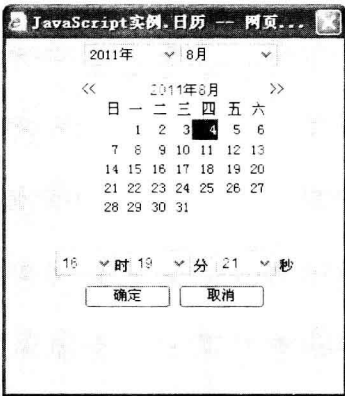 JavaScript实例.日历 -- 网页...
2011年 8月
<< 2011年8月 >>
日 一 二 三 四 五 六
1 2 3 4 5 6
7 8 9 10 11 12 13
14 15 16 17 18 19 20
21 22 23 24 25 26 27
28 29 30 31
16 时 19 分 21 秒
确定 取消